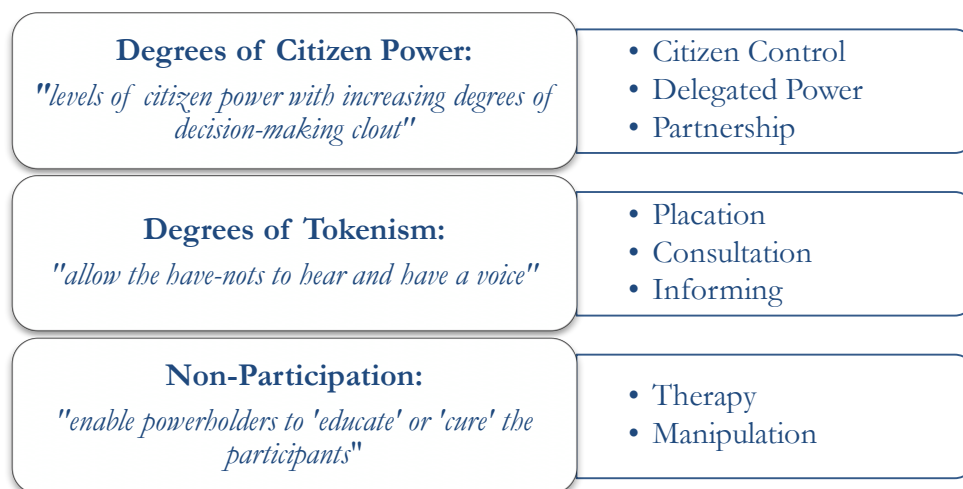 Degrees of Citizen Power:
"levels of citizen power with increasing degrees of
decision-making clout"
• Citizen Control
• Delegated Power
• Partnership
Degrees of Tokenism:
"allow the have-nots to hear and have a voice"
• Placation
• Consultation
• Informing
Non-Participation:
"enable powerholders to 'educate' or 'cure' the
participants"
• Therapy
• Manipulation